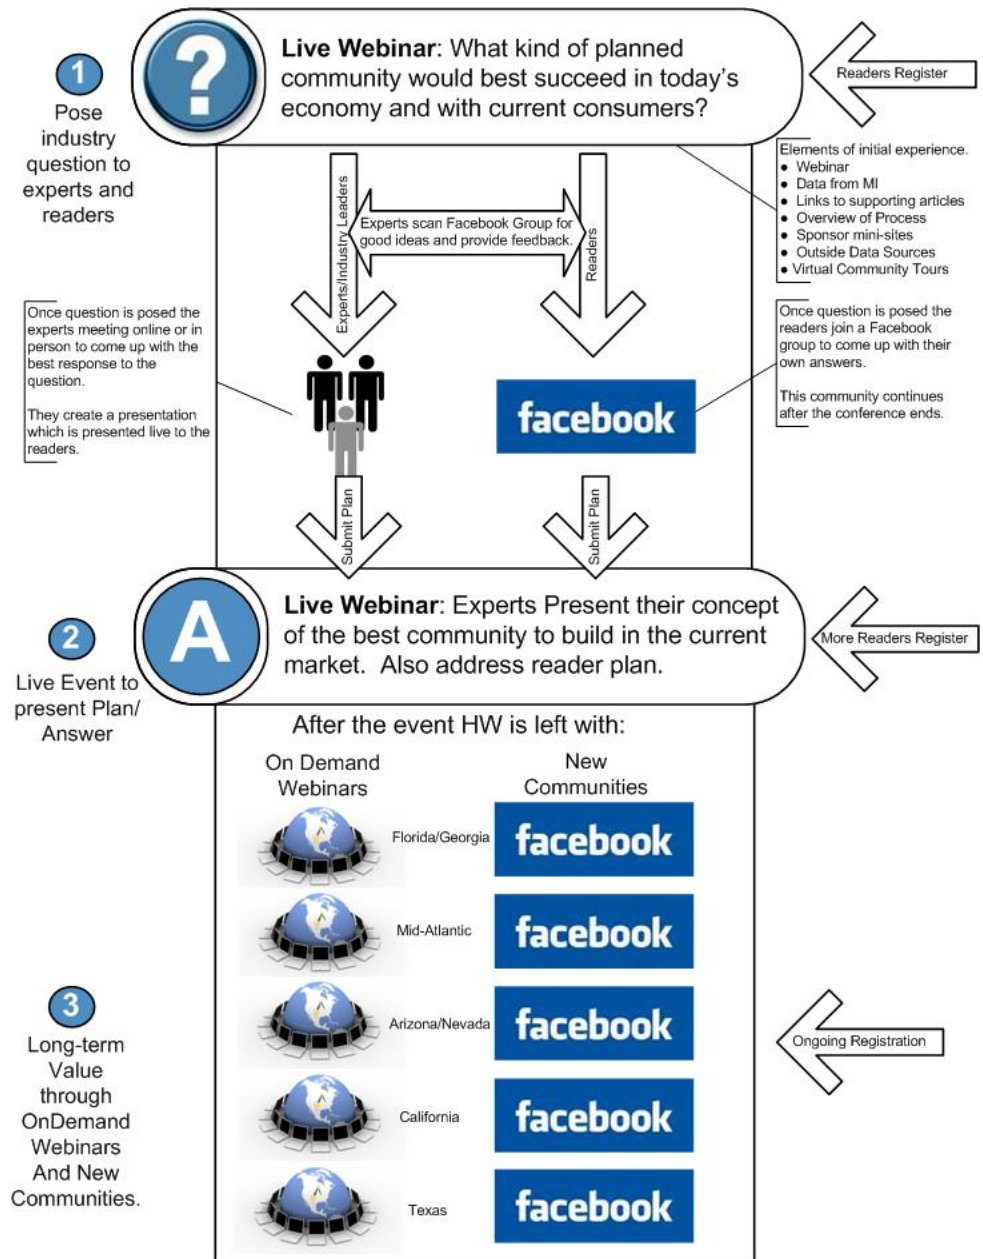 1
Pose
industry
question to
experts and
readers
?
Live Webinar: What kind of planned
community would best succeed in today's
economy and with current consumers?
Readers Register
Elements of initial experience.
● Webinar
● Data from MI
● Links to supporting articles
● Overview of Process
● Sponsor mini-sites
● Outside Data Sources
● Virtual Community Tours
Experts/Industry Leaders
Experts scan Facebook Group for
good ideas and provide feedback.
Readers
Once question is posed the
experts meeting online or in
person to come up with the
best response to the
question.
They create a presentation
which is presented live to the
readers.
facebook
Once question is posed the
readers join a Facebook
group to come up with their
own answers.
This community continues
after the conference ends.
Submit Plan
Submit Plan
2
Live Event to
present Plan/
Answer
A
Live Webinar: Experts Present their concept
of the best community to build in the current
market.  Also address reader plan.
More Readers Register
After the event HW is left with:
On Demand
Webinars
New
Communities
Florida/Georgia
facebook
Mid-Atlantic
facebook
Arizona/Nevada
facebook
California
facebook
Texas
facebook
3
Long-term
Value
through
OnDemand
Webinars
And New
Communities.
Ongoing Registration